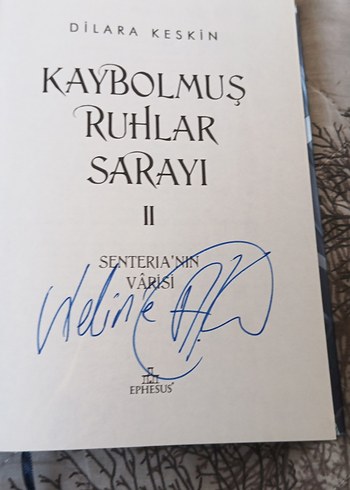 DİLARA KESKİN
KAYBOLMUŞ
RUHLAR
SARAYI
II
SENTERIA'NIN
VÂRİSİ
EPHESUS